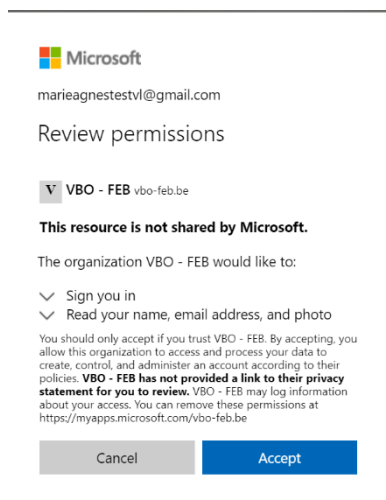 Microsoft
marieagnestestvl@gmail.com
Review permissions
V VBO - FEB vbo-feb.be
This resource is not shared by Microsoft.
The organization VBO - FEB would like to:
Sign you in
Read your name, email address, and photo
You should only accept if you trust VBO - FEB. By accepting, you
allow this organization to access and process your data to
create, control, and administer an account according to their
policies. VBO - FEB has not provided a link to their privacy
statement for you to review. VBO - FEB may log information
about your access. You can remove these permissions at
https://myapps.microsoft.com/vbo-feb.be
Cancel Accept